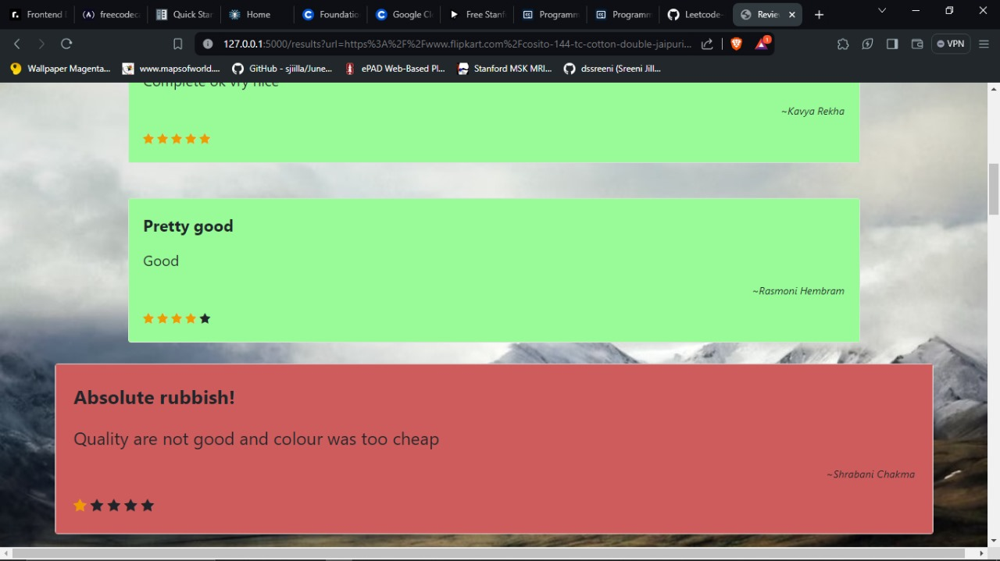 Frontend
freecodec
Quick Star
Home
Foundatio
Google Cl
Free Stanf
Programm
Programm
Leetcode-
Revie
127.0.0.1:5000/results?url=https%3A%2F%2Fwww.flipkart.com%2Fcosito-144-tc-cotton-double-jaipuri...
1
VPN
Wallpaper Magenta...
www.mapsofworld....
GitHub - sjiilla/June...
ePAD Web-Based Pl...
Stanford MSK MRI...
dssreeni (Sreeni Jill...
Complete ok vry nice
~Kavya Rekha
Pretty good
Good
~Rasmoni Hembram
Absolute rubbish!
Quality are not good and colour was too cheap
~Shrabani Chakma